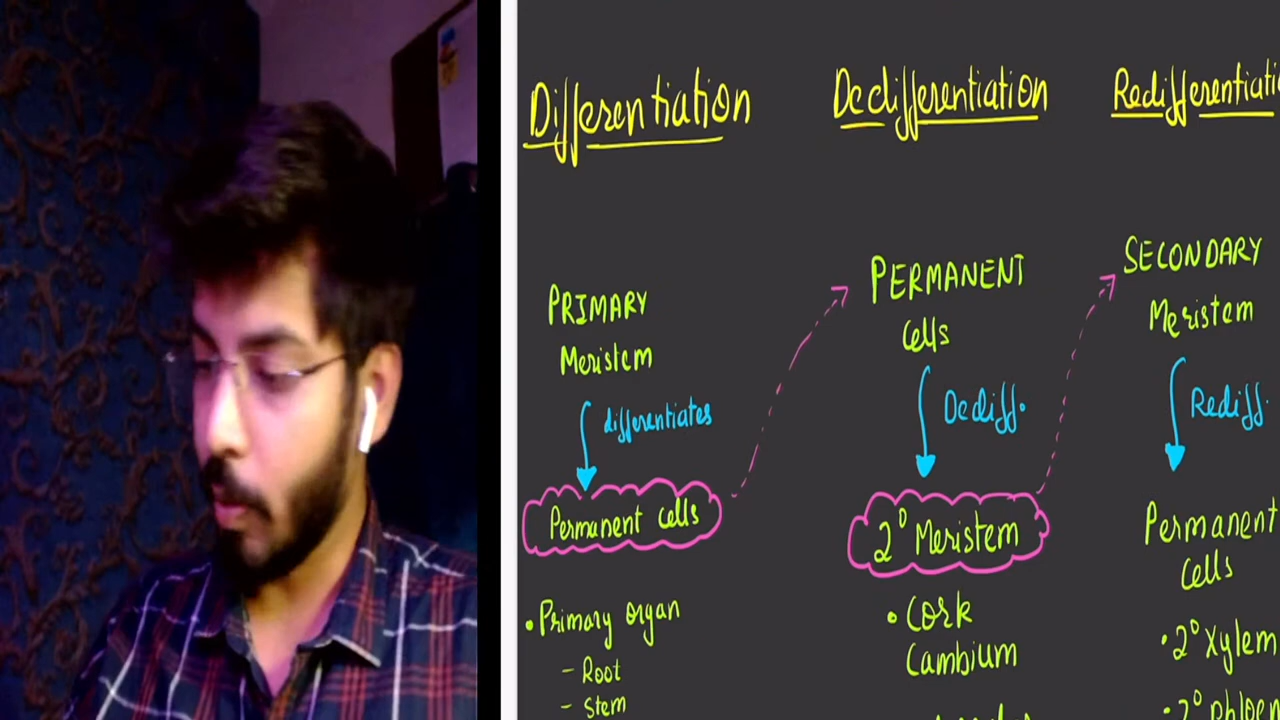 Differentiation
PRIMARY
Meristem
differentiates
Permanent cells
• Primary organ
– Root
– Stem
Dedifferentiation
PERMANENT
Cells
Dediff.
2° Meristem
• Cork
Cambium
SECONDARY
Meristem
Rediff.
Permanent
Cells
• 2° Xylem